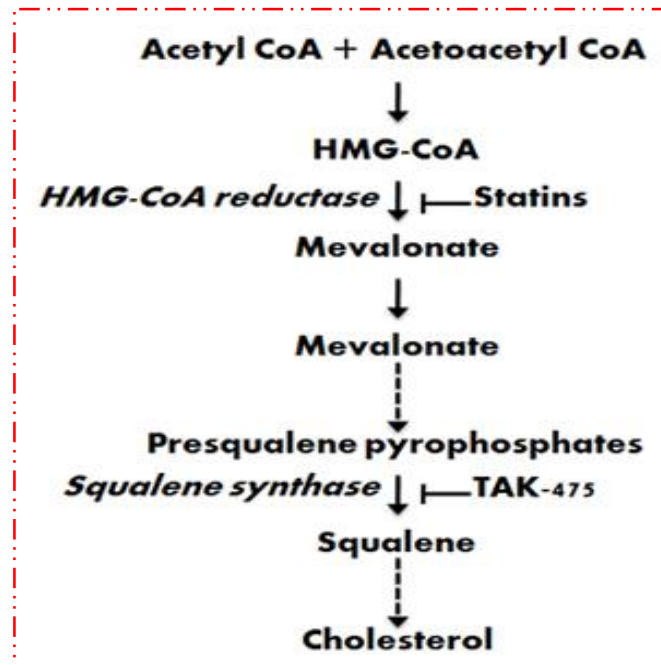 Acetyl CoA + Acetoacetyl CoA
HMG-CoA
HMG-CoA reductase Statins
Mevalonate
Mevalonate
Presqualene pyrophosphates
Squalene synthase TAK-475
Squalene
Cholesterol